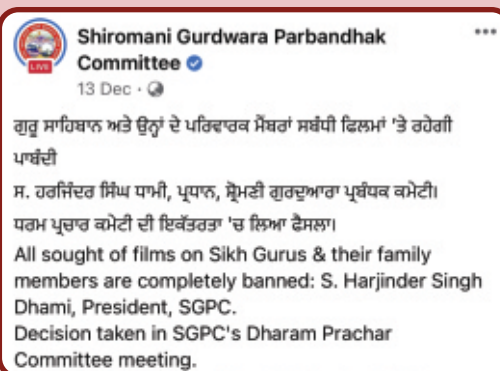 Shiromani Gurdwara Parbandhak
Committee
LIVE
13 Dec ·
ਗੁਰੂ ਸਾਹਿਬਾਨ ਅਤੇ ਉਨ੍ਹਾਂ ਦੇ ਪਰਿਵਾਰਕ ਮੈਂਬਰਾਂ ਸਬੰਧੀ ਫਿਲਮਾਂ 'ਤੇ ਰਹੇਗੀ
ਪਾਬੰਦੀ
ਸ. ਹਰਜਿੰਦਰ ਸਿੰਘ ਧਾਮੀ, ਪ੍ਰਧਾਨ, ਸ਼੍ਰੋਮਣੀ ਗੁਰਦੁਆਰਾ ਪ੍ਰਬੰਧਕ ਕਮੇਟੀ।
ਧਰਮ ਪ੍ਰਚਾਰ ਕਮੇਟੀ ਦੀ ਇਕੱਤਰਤਾ 'ਚ ਲਿਆ ਫੈਸਲਾ।
All sought of films on Sikh Gurus & their family
members are completely banned: S. Harjinder Singh
Dhami, President, SGPC.
Decision taken in SGPC's Dharam Prachar
Committee meeting.